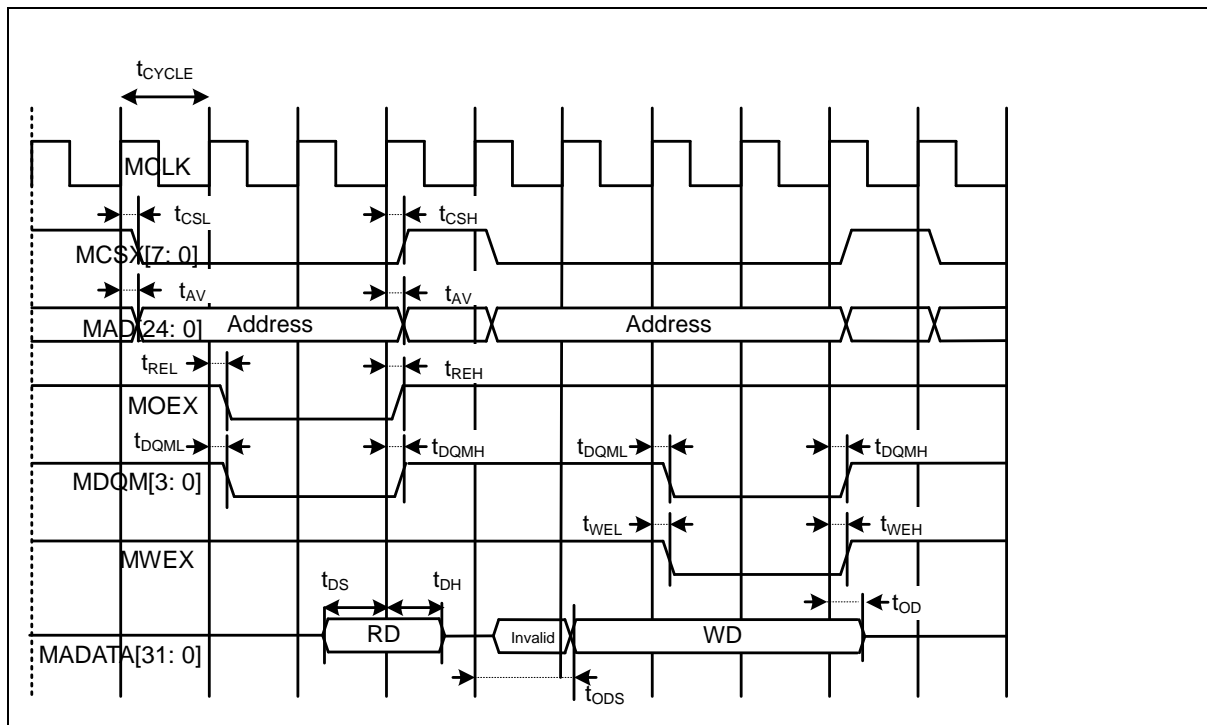 tCYCLE
MCLK
tCSL tCSH
MCSX[7: 0]
tAV tAV
MAD[24: 0] Address Address
tREL tREH
MOEX
tDQML tDQMH tDQML tDQMH
MDQM[3: 0]
tWEL tWEH
MWEX
tDS tDH
tOD
RD Invalid WD
MADATA[31: 0]
tODS